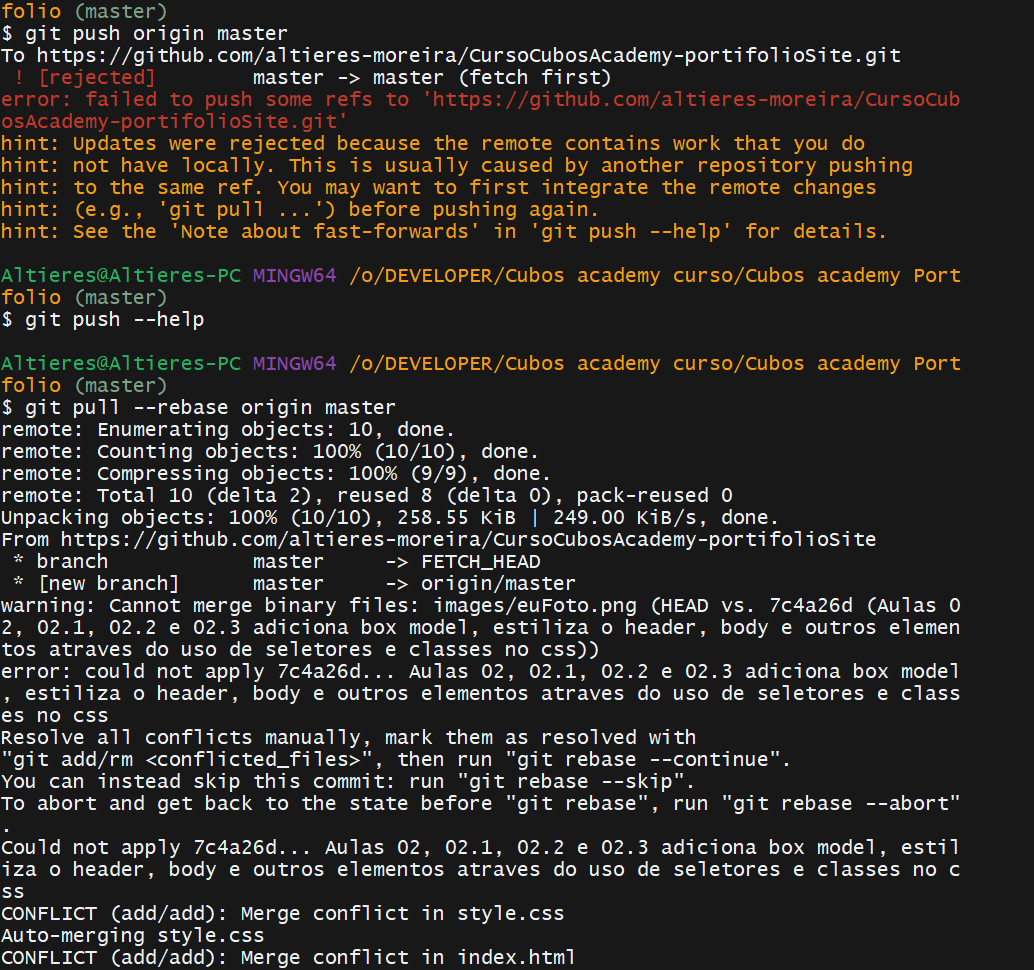 folio (master)
$ git push origin master
To https://github.com/altieres-moreira/CursoCubosAcademy-portifolioSite.git
 ! [rejected]        master -> master (fetch first)
error: failed to push some refs to 'https://github.com/altieres-moreira/CursoCub
osAcademy-portifolioSite.git'
hint: Updates were rejected because the remote contains work that you do
hint: not have locally. This is usually caused by another repository pushing
hint: to the same ref. You may want to first integrate the remote changes
hint: (e.g., 'git pull ...') before pushing again.
hint: See the 'Note about fast-forwards' in 'git push --help' for details.
Altieres@Altieres-PC MINGW64 /o/DEVELOPER/Cubos academy curso/Cubos academy Port
folio (master)
$ git push --help
Altieres@Altieres-PC MINGW64 /o/DEVELOPER/Cubos academy curso/Cubos academy Port
folio (master)
$ git pull --rebase origin master
remote: Enumerating objects: 10, done.
remote: Counting objects: 100% (10/10), done.
remote: Compressing objects: 100% (9/9), done.
remote: Total 10 (delta 2), reused 8 (delta 0), pack-reused 0
Unpacking objects: 100% (10/10), 258.55 KiB | 249.00 KiB/s, done.
From https://github.com/altieres-moreira/CursoCubosAcademy-portifolioSite
 * branch            master     -> FETCH_HEAD
 * [new branch]      master     -> origin/master
warning: Cannot merge binary files: images/euFoto.png (HEAD vs. 7c4a26d (Aulas 0
2, 02.1, 02.2 e 02.3 adiciona box model, estiliza o header, body e outros elemen
tos atraves do uso de seletores e classes no css))
error: could not apply 7c4a26d... Aulas 02, 02.1, 02.2 e 02.3 adiciona box model
, estiliza o header, body e outros elementos atraves do uso de seletores e class
es no css
Resolve all conflicts manually, mark them as resolved with
"git add/rm <conflicted_files>", then run "git rebase --continue".
You can instead skip this commit: run "git rebase --skip".
To abort and get back to the state before "git rebase", run "git rebase --abort"
.
Could not apply 7c4a26d... Aulas 02, 02.1, 02.2 e 02.3 adiciona box model, estil
iza o header, body e outros elementos atraves do uso de seletores e classes no c
ss
CONFLICT (add/add): Merge conflict in style.css
Auto-merging style.css
CONFLICT (add/add): Merge conflict in index.html